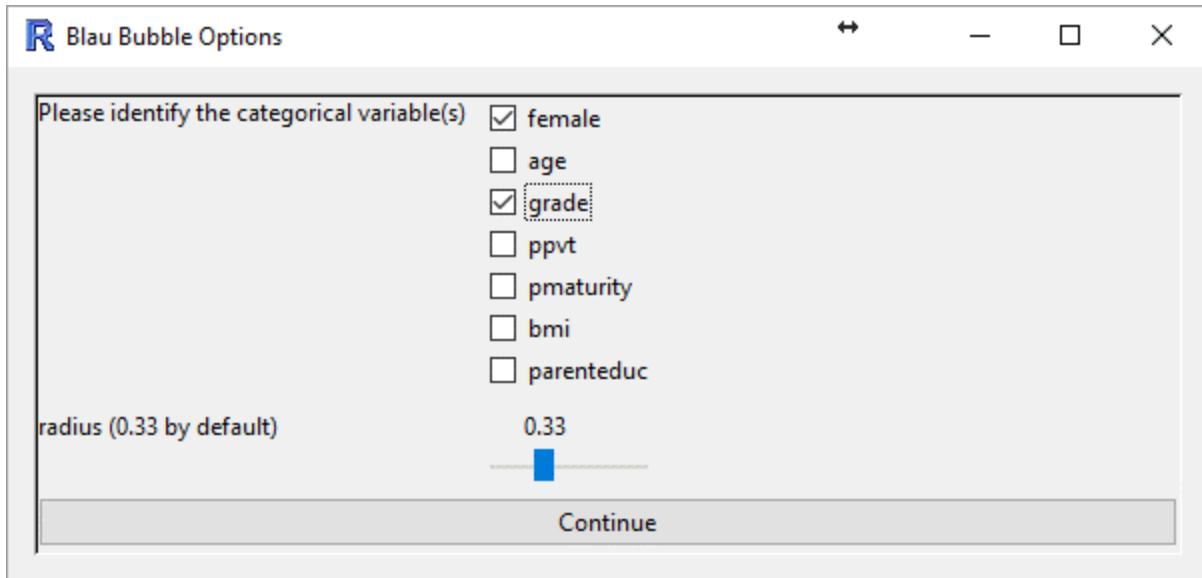 Blau Bubble Options
Please identify the categorical variable(s)
female
age
grade
ppvt
pmaturity
bmi
parenteduc
radius (0.33 by default)
0.33
Continue